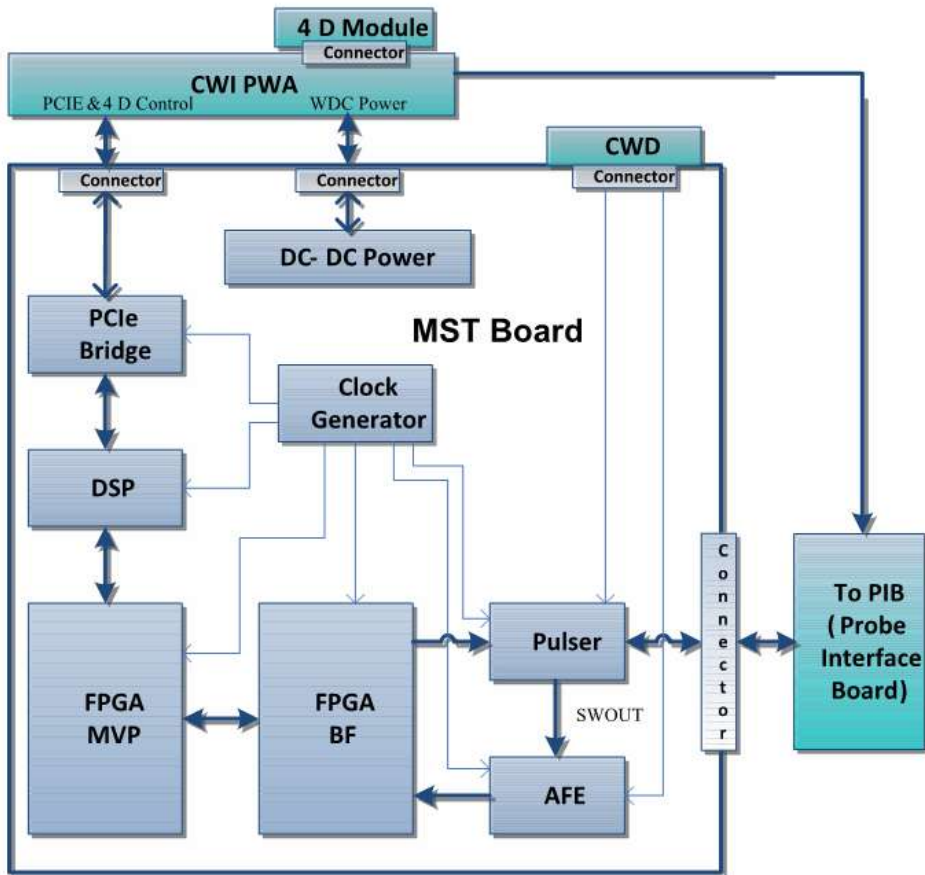 4 D Module
Connector
CWI PWA
PCIE & 4 D Control
WDC Power
CWD
Connector
Connector
Connector
DC- DC Power
PCIe
Bridge
MST Board
Clock
Generator
DSP
Connector
To PIB
( Probe
Interface
Board)
Pulser
FPGA
MVP
FPGA
BF
SWOUT
AFE